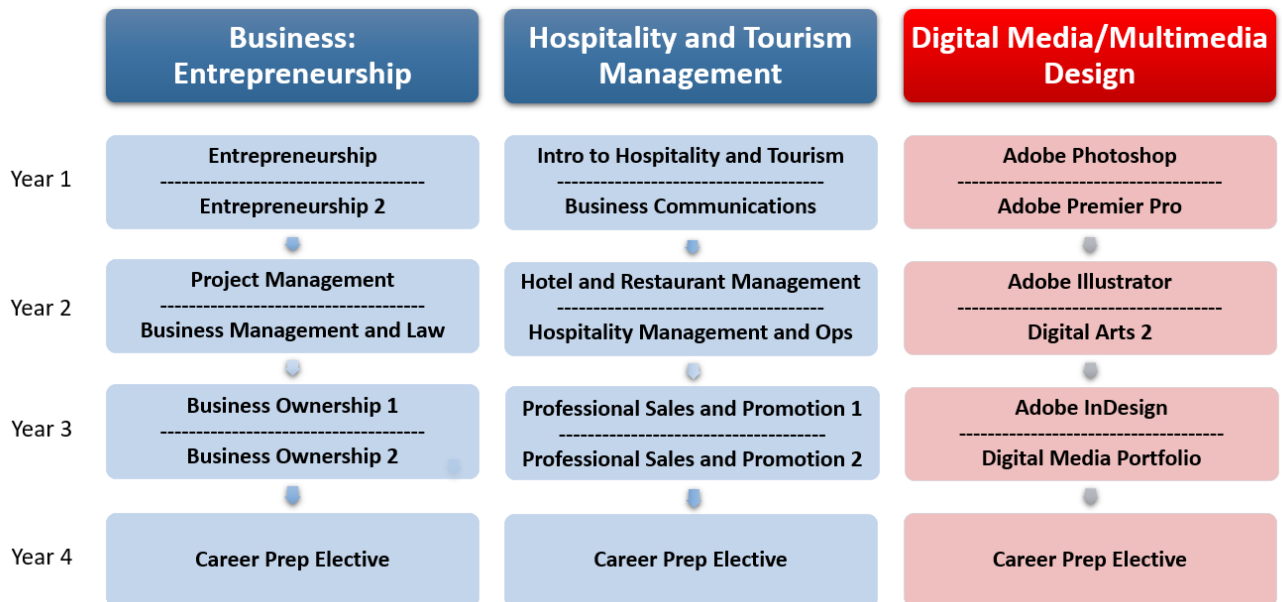 Business:
Entrepreneurship
Hospitality and Tourism
Management
Digital Media/Multimedia
Design
Year 1
Entrepreneurship
-------------------------------------
Entrepreneurship 2
Intro to Hospitality and Tourism
-------------------------------------
Business Communications
Adobe Photoshop
-------------------------------------
Adobe Premier Pro
Year 2
Project Management
-------------------------------------
Business Management and Law
Hotel and Restaurant Management
-------------------------------------
Hospitality Management and Ops
Adobe Illustrator
-------------------------------------
Digital Arts 2
Year 3
Business Ownership 1
-------------------------------------
Business Ownership 2
Professional Sales and Promotion 1
-------------------------------------
Professional Sales and Promotion 2
Adobe InDesign
-------------------------------------
Digital Media Portfolio
Year 4
Career Prep Elective
Career Prep Elective
Career Prep Elective